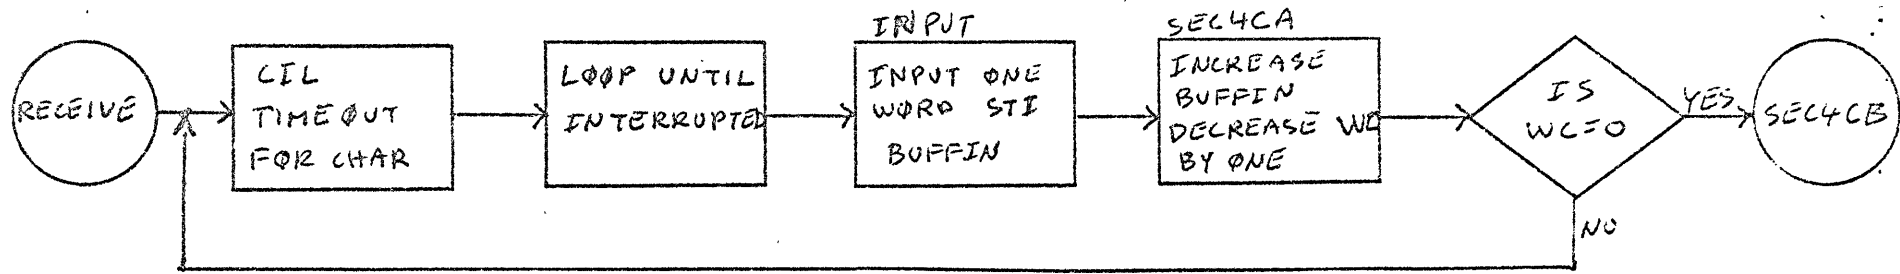 RECEIVE
CIL
TIMEØUT
FØR CHAR
LØØP UNTIL
INTERRUPTED
INPUT
INPUT ØNE
WØRD STI
BUFFIN
SEC4CA
INCREASE
BUFFIN
DECREASE WC
BY ØNE
IS
WC=0
YES
SEC4CB
NO